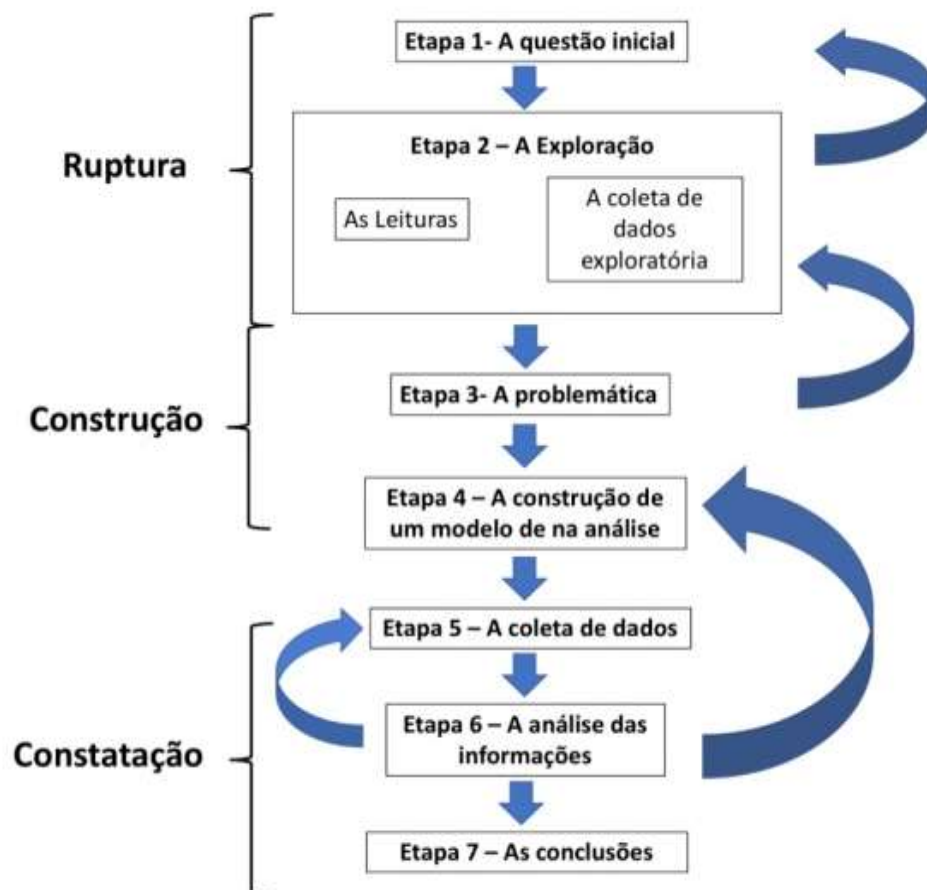 Etapa 1- A questão inicial
Ruptura
Etapa 2 – A Exploração
As Leituras
A coleta de
dados
exploratória
Construção
Etapa 3- A problemática
Etapa 4 – A construção de
um modelo de na análise
Etapa 5 – A coleta de dados
Constatação
Etapa 6 – A análise das
informações
Etapa 7 – As conclusões